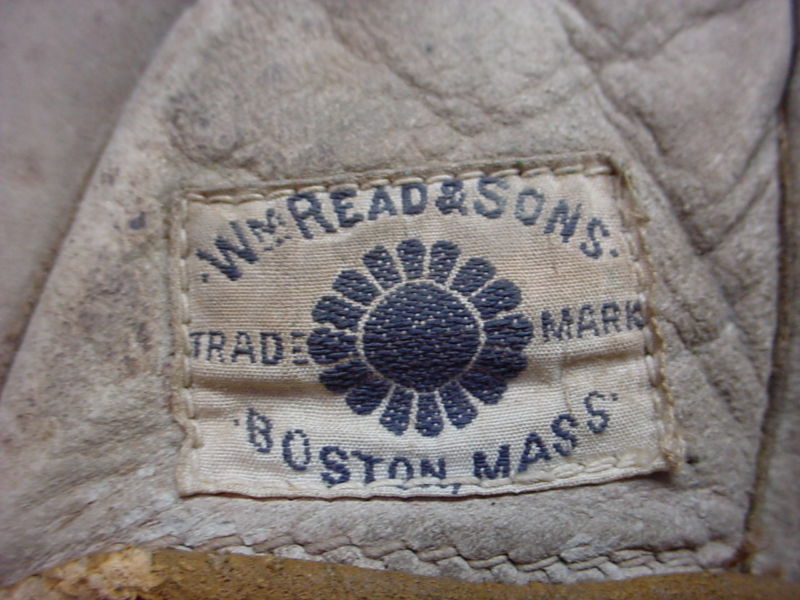 ·Wm READ & SONS.·
TRADE MARK
·BOSTON, MASS·